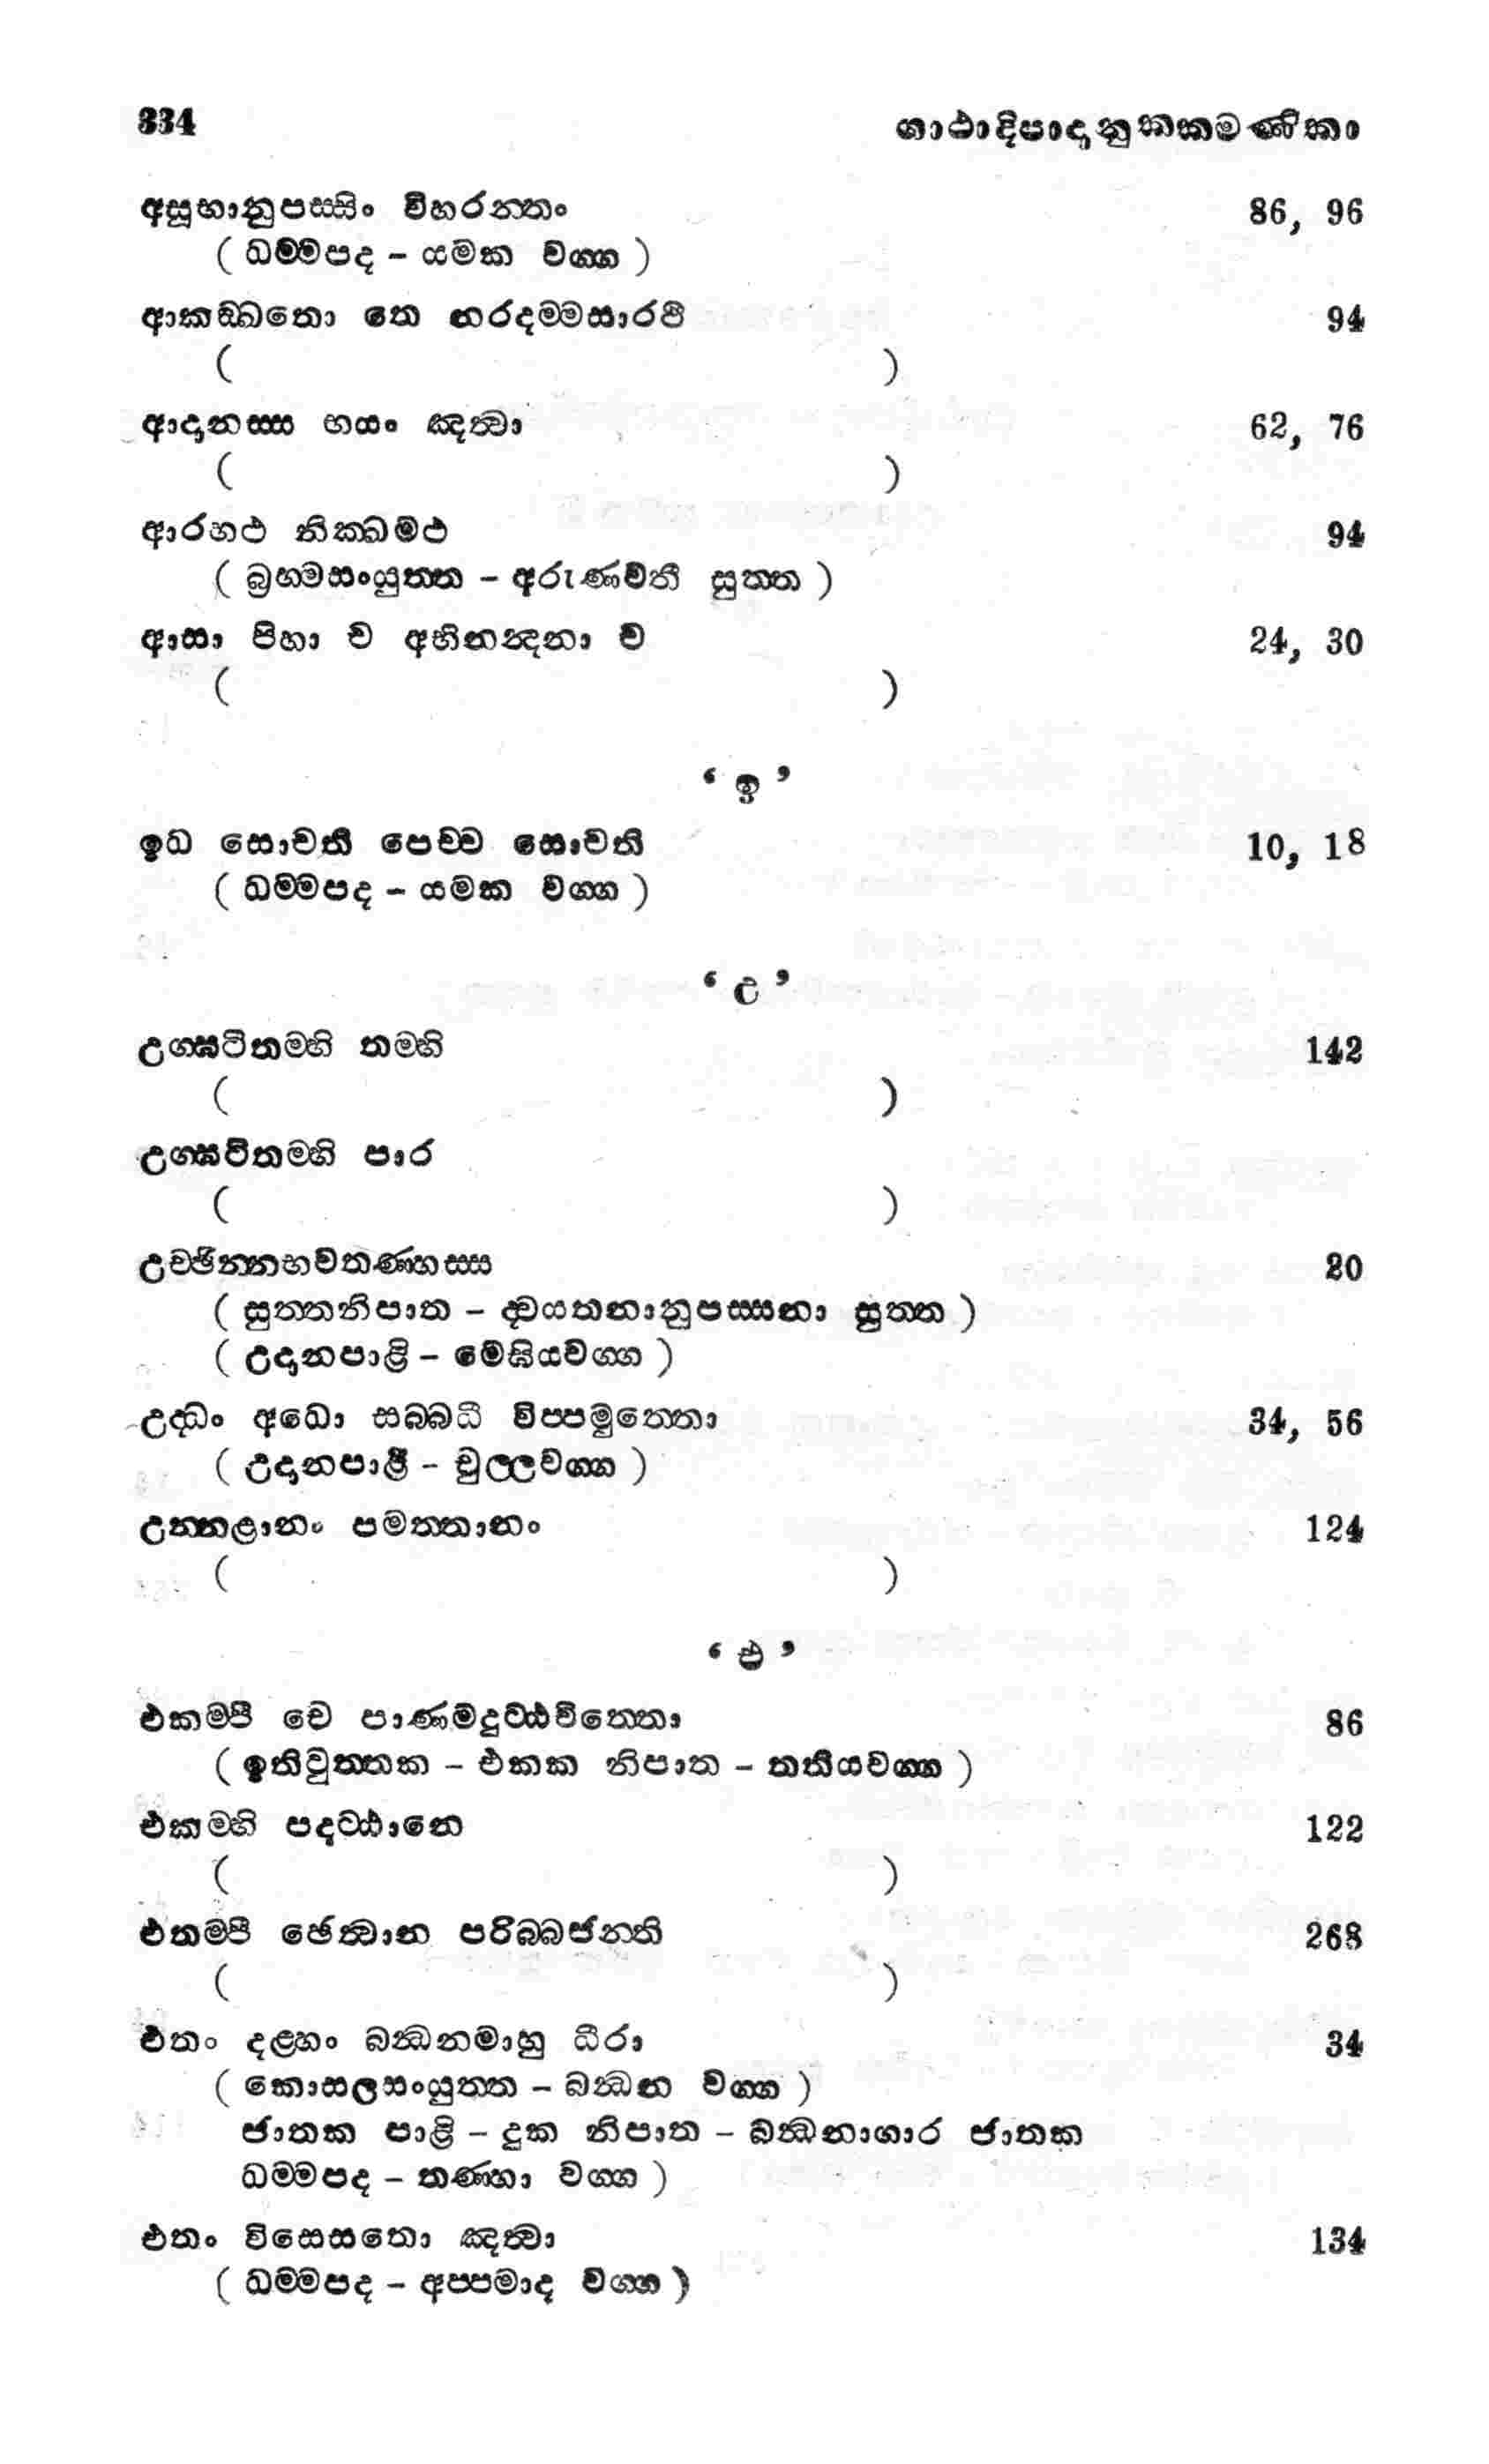 334 ගාථාදිපාදානුක්කමණිකා
අසුභානුපස්සිං විහරන්තං 86, 96
( ධම්මපද - යමක වග්ග )
ආකඞ්ඛතො තෙ නරදම්මසාරථි 94
( )
ආදානස්ස භයං ඤත්වා 62, 76
( )
ආරභථ නික්ඛමථ 94
( බ්‍රහ්මසංයුත්ත - අරුණවතී සුත්ත )
ආසා පිහා ච අභිනන්දනා ච 24, 30
( )
‘ ඉ ’
ඉධ සොචති පෙච්ච සොචති 10, 18
( ධම්මපද - යමක වග්ග )
‘ උ ’
උග්ඝටිතම්හි තම්හි 142
( )
උග්ඝටිතම්හි පාර
( )
උච්ඡින්නභවතණ්හස්ස 20
( සුත්තනිපාත - ද්වයතනානුපස්සනා සුත්ත )
( උදානපාළි - මෙඝියවග්ග )
උද්ධං අධො සබ්බධි විප්පමුත්තො 34, 56
( උදානපාළි - චුල්ලවග්ග )
උන්නළානං පමත්තානං 124
( )
‘ එ ’
එකම්පි චෙ පාණමදුට්ඨචිත්තො 86
( ඉතිවුත්තක - එකක නිපාත - තතියවග්ග )
එකම්හි පදට්ඨානෙ 122
( )
එතම්පි ඡෙත්වාන පරිබ්බජන්ති 268
( )
එතං දළ්හං බන්ධනමාහු ධීරා 34
( කොසලසංයුත්ත - බන්ධන වග්ග )
ජාතක පාළි - දුක නිපාත - බන්ධනාගාර ජාතක
ධම්මපද - තණ්හා වග්ග )
එතං විසෙසතො ඤත්වා 134
( ධම්මපද - අප්පමාද වග්ග )